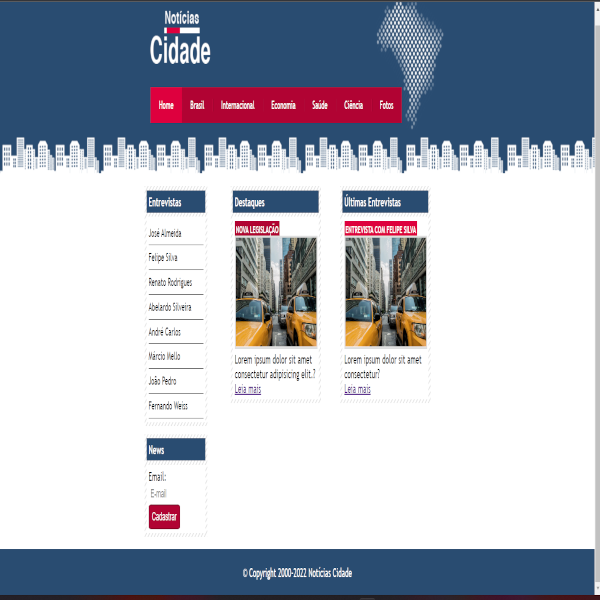 Notícias
Cidade
Home
Brasil
Internacional
Economia
Saúde
Ciência
Fotos
Entrevistas
José Almeida
Felipe Silva
Renato Rodrigues
Abelardo Silveira
André Carlos
Márcio Mello
João Pedro
Fernando Weiss
News
Email:
E-mail
Cadastrar
Destaques
NOVA LEGISLAÇÃO
Lorem ipsum dolor sit amet
consectetur adipisicing elit.?
Leia mais
Últimas Entrevistas
ENTREVISTA COM FELIPE SILVA
Lorem ipsum dolor sit amet
consectetur?
Leia mais
© Copyright 2000-2022 Notícias Cidade